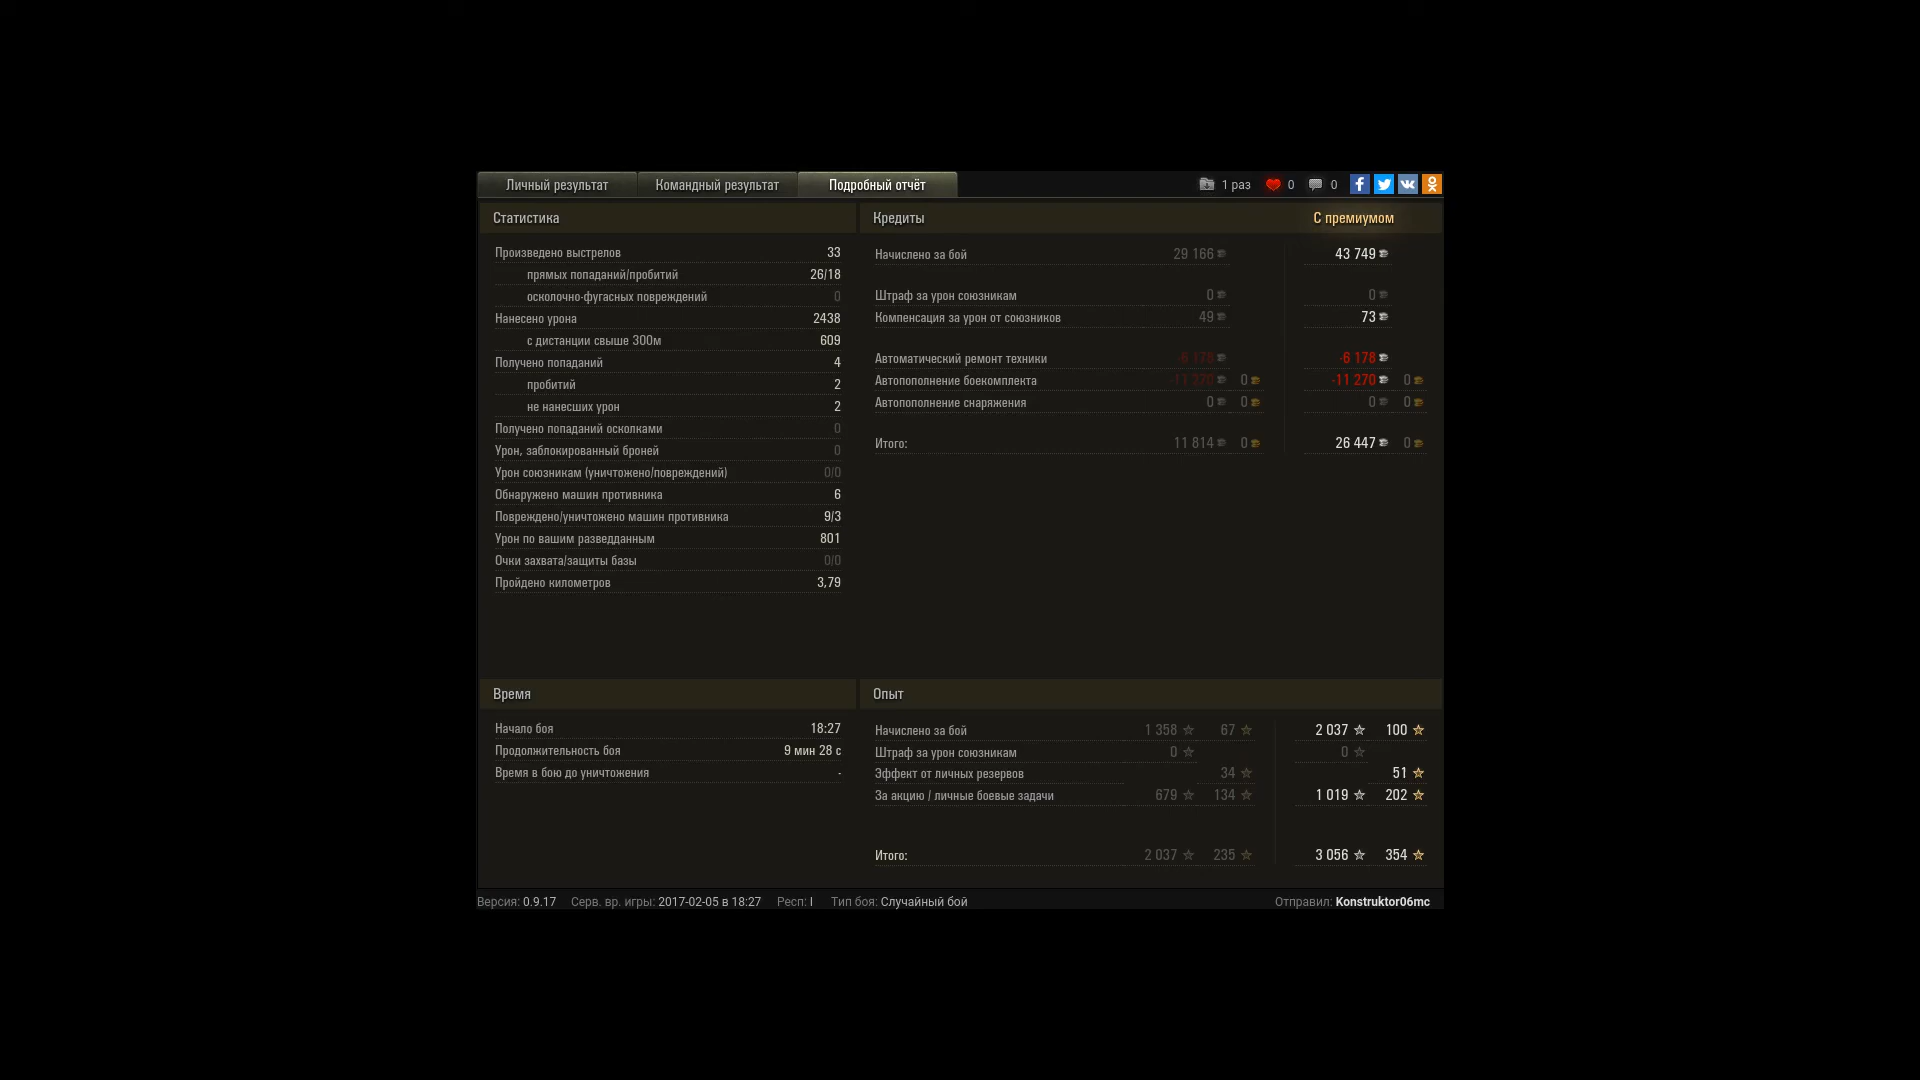 Личный результат Командный результат Подробный отчёт 1 раз 0 0
Статистика
Произведено выстрелов 33
прямых попаданий/пробитий 26/18
осколочно-фугасных повреждений 0
Нанесено урона 2438
с дистанции свыше 300м 609
Получено попаданий 4
пробитий 2
не нанесших урон 2
Получено попаданий осколками 0
Урон, заблокированный броней 0
Урон союзникам (уничтожено/повреждений) 0/0
Обнаружено машин противника 6
Повреждено/уничтожено машин противника 9/3
Урон по вашим разведданным 801
Очки захвата/защиты базы 0/0
Пройдено километров 3,79
Кредиты С премиумом
Начислено за бой 29 166 43 749
Штраф за урон союзникам 0 0
Компенсация за урон от союзников 49 73
Автоматический ремонт техники -6 178 -6 178
Автопополнение боекомплекта -11 270 0 -11 270 0
Автопополнение снаряжения 0 0 0 0
Итого: 11 814 0 26 447 0
Время
Начало боя 18:27
Продолжительность боя 9 мин 28 с
Время в бою до уничтожения -
Опыт
Начислено за бой 1 358 67 2 037 100
Штраф за урон союзникам 0 0
Эффект от личных резервов 34 51
За акцию / личные боевые задачи 679 134 1 019 202
Итого: 2 037 235 3 056 354
Версия: 0.9.17 Серв. вр. игры: 2017-02-05 в 18:27 Респ: I Тип боя: Случайный бой Отправил: Konstruktor06mc